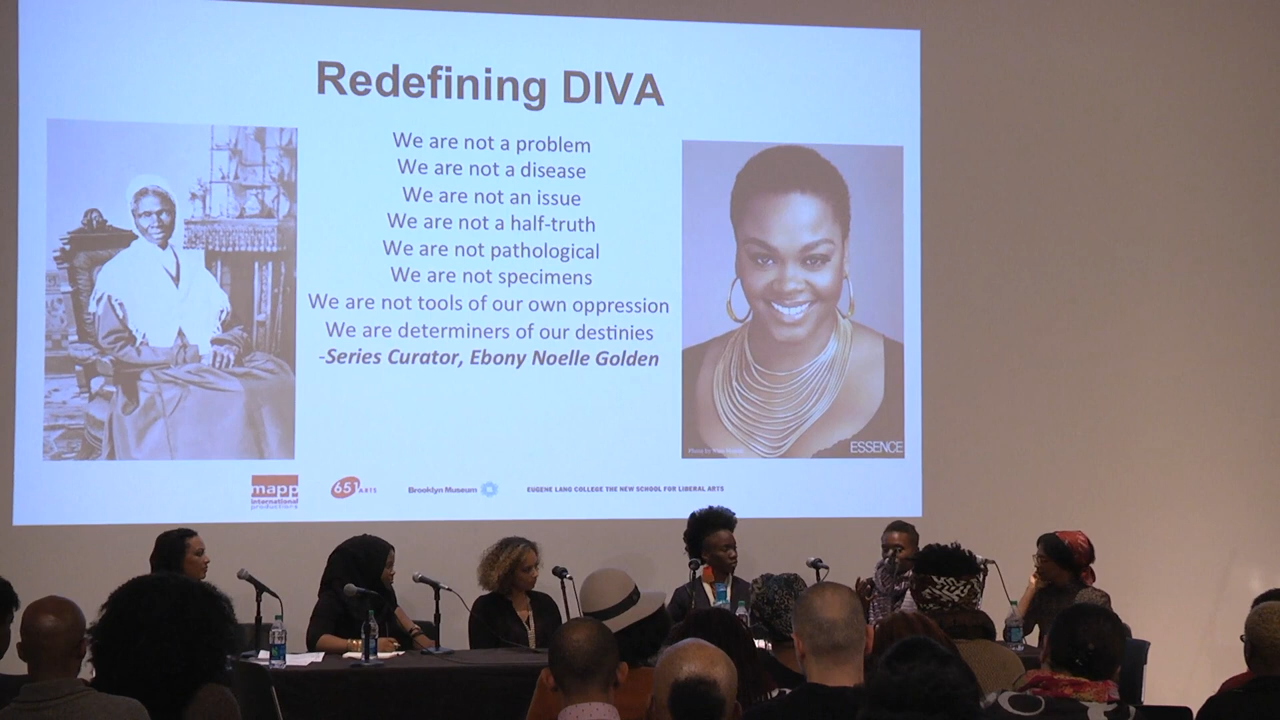 Redefining DIVA
We are not a problem
We are not a disease
We are not an issue
We are not a half-truth
We are not pathological
We are not specimens
We are not tools of our own oppression
We are determiners of our destinies
-Series Curator, Ebony Noelle Golden
ESSENCE
mapp
international
productions
651 ARTS
Brooklyn Museum
EUGENE LANG COLLEGE THE NEW SCHOOL FOR LIBERAL ARTS